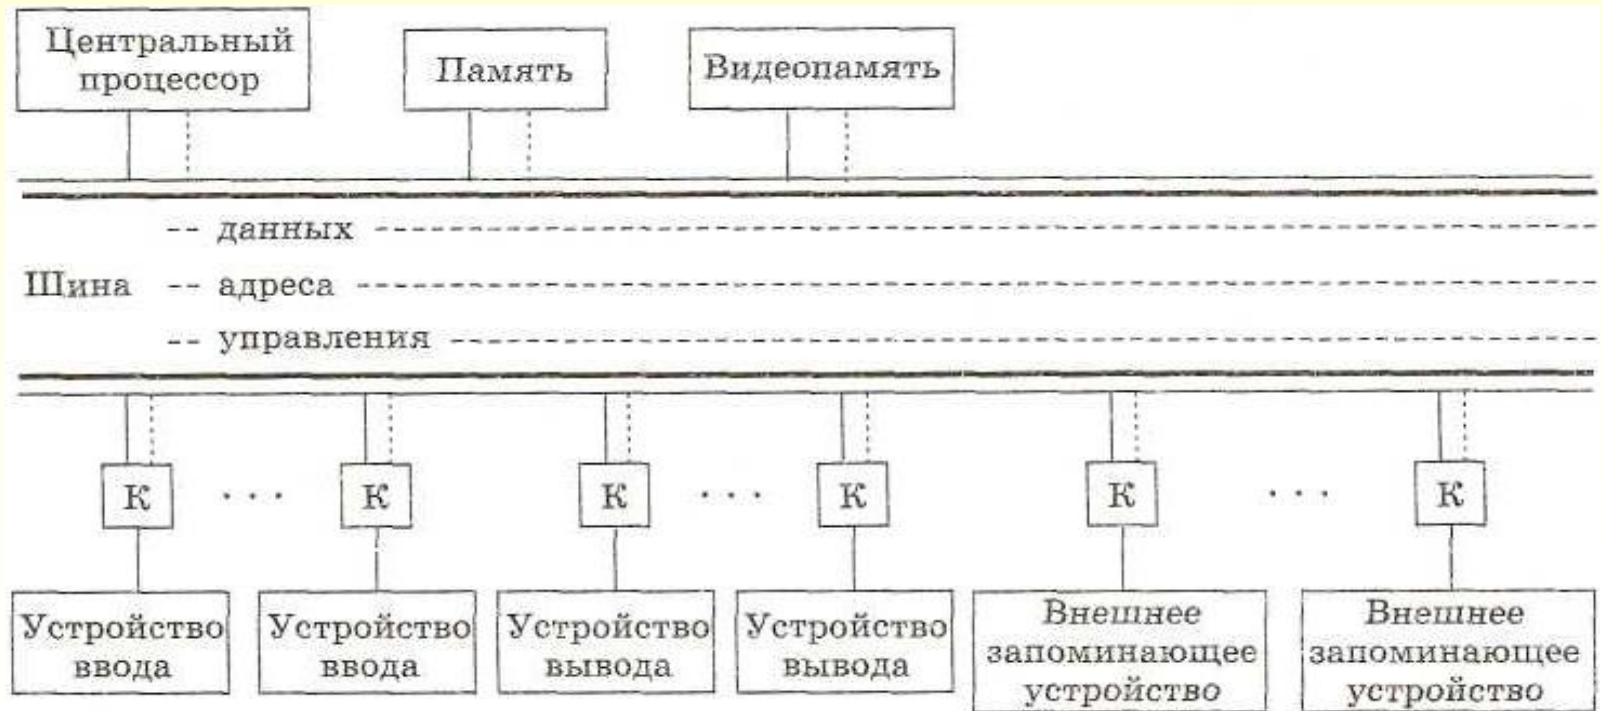 Центральный
процессор
Память
Видеопамять
-- данных
Шина -- адреса
-- управления
К ... К К ... К К ... К
Устройство
ввода
Устройство
ввода
Устройство
вывода
Устройство
вывода
Внешнее
запоминающее
устройство
Внешнее
запоминающее
устройство